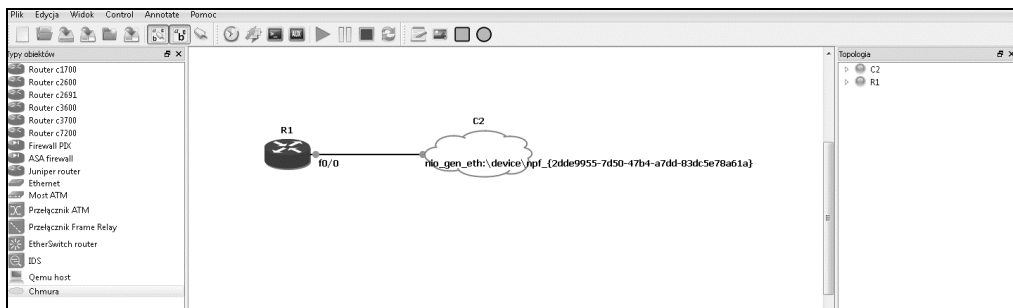 Plik Edycja Widok Control Annotate Pomoc
Typy obiektów
Router c1700
Router c2600
Router c2691
Router c3600
Router c3700
Router c7200
Firewall PIX
ASA firewall
Juniper router
Ethernet
Most ATM
Przełącznik ATM
Przełącznik Frame Relay
EtherSwitch router
IDS
Qemu host
Chmura
R1
f0/0
C2
nio_gen_eth:\device\npf_{2dde9955-7d50-47b4-a7dd-83dc5e78a61a}
Topologia
C2
R1